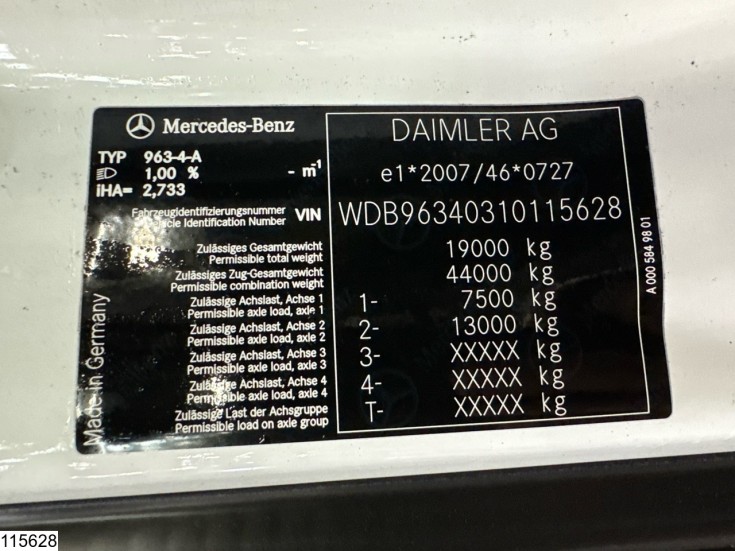 Mercedes-Benz
TYP 963-4-A
1,00 % - m⁻¹
iHA= 2,733
Fahrzeugidentifizierungsnummer
Vehicle Identification Number VIN
Zulässiges Gesamtgewicht
Permissible total weight
Zulässiges Zug-Gesamtgewicht
Permissible combination weight
Zulässige Achslast, Achse 1
Permissible axle load, axle 1
Zulässige Achslast, Achse 2
Permissible axle load, axle 2
Zulässige Achslast, Achse 3
Permissible axle load, axle 3
Zulässige Achslast, Achse 4
Permissible axle load, axle 4
Zulässige Last der Achsgruppe
Permissible load on axle group
Made in Germany
DAIMLER AG
e1*2007/46*0727
WDB96340310115628
19000 kg
44000 kg
1- 7500 kg
2- 13000 kg
3- XXXXX kg
4- XXXXX kg
T- XXXXX kg
A 000 584 98 01
115628